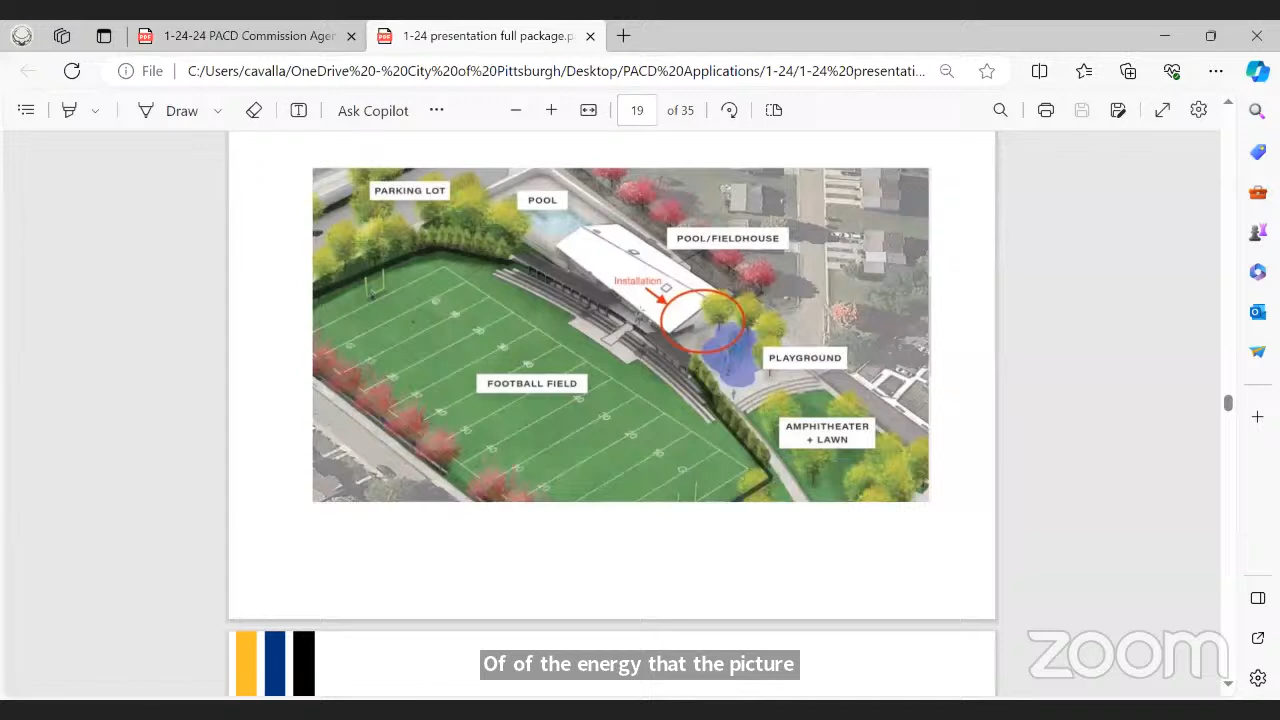 1-24-24 PACD Commission Agen
1-24 presentation full package.p
File
C:/Users/cavalla/OneDrive%20-%20City%20of%20Pittsburgh/Desktop/PACD%20Applications/1-24/1-24%20presentati...
Draw
Ask Copilot
19 of 35
PARKING LOT
POOL
POOL/FIELDHOUSE
Installation
PLAYGROUND
FOOTBALL FIELD
AMPHITHEATER
+ LAWN
Of of the energy that the picture
zoom